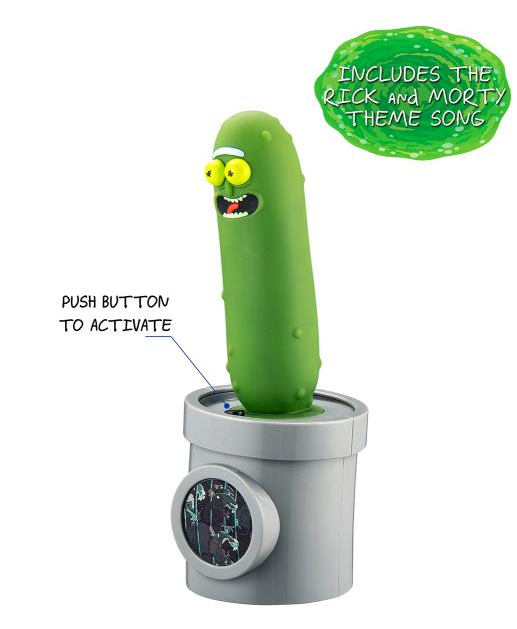 INCLUDES THE
RICK and MORTY
THEME SONG
PUSH BUTTON
TO ACTIVATE